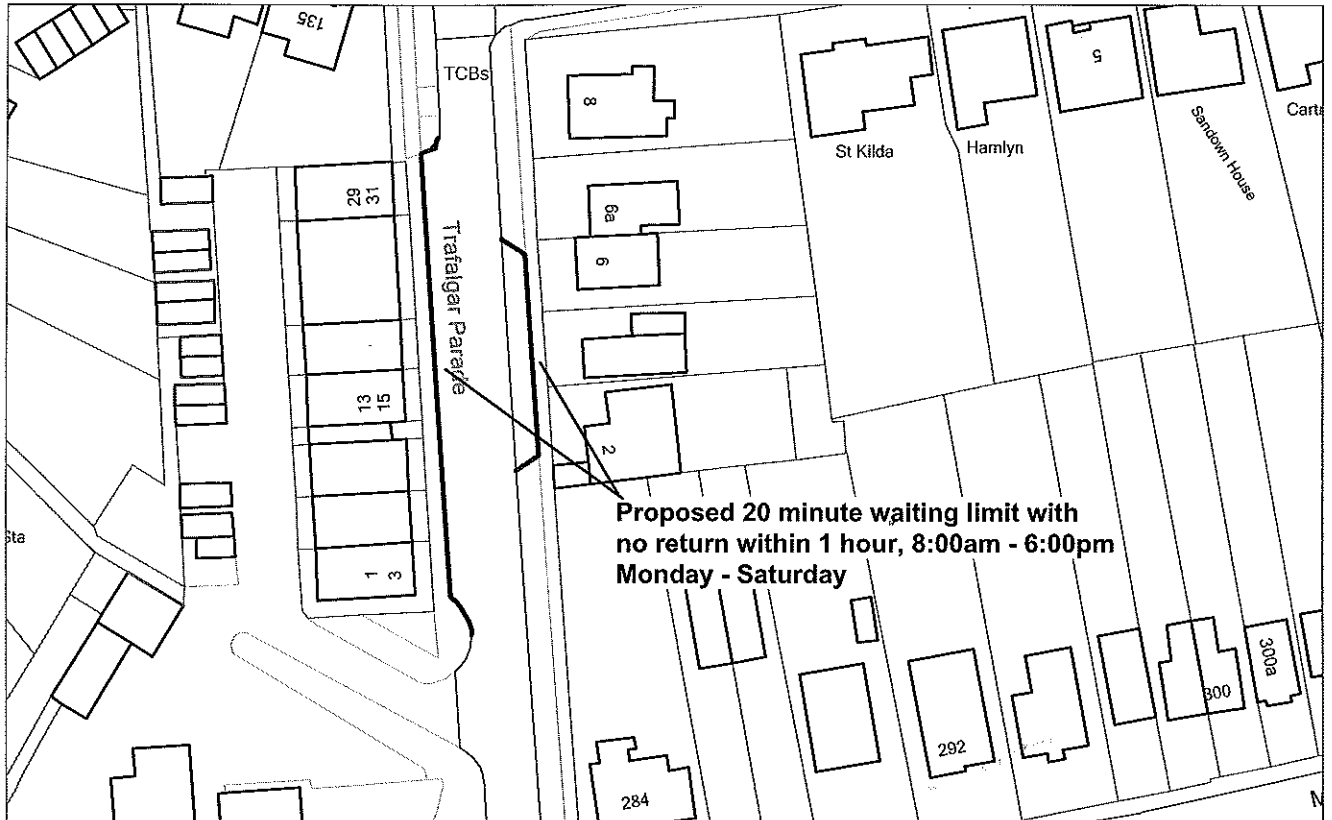 135
TCBs
8
5
Carta
St Kilda
Hamlyn
Sandown House
29
31
6a
6
Trafalgar Parade
13
15
2
Proposed 20 minute waiting limit with
no return within 1 hour, 8:00am - 6:00pm
Monday - Saturday
Sta
1
3
300a
300
292
284
M